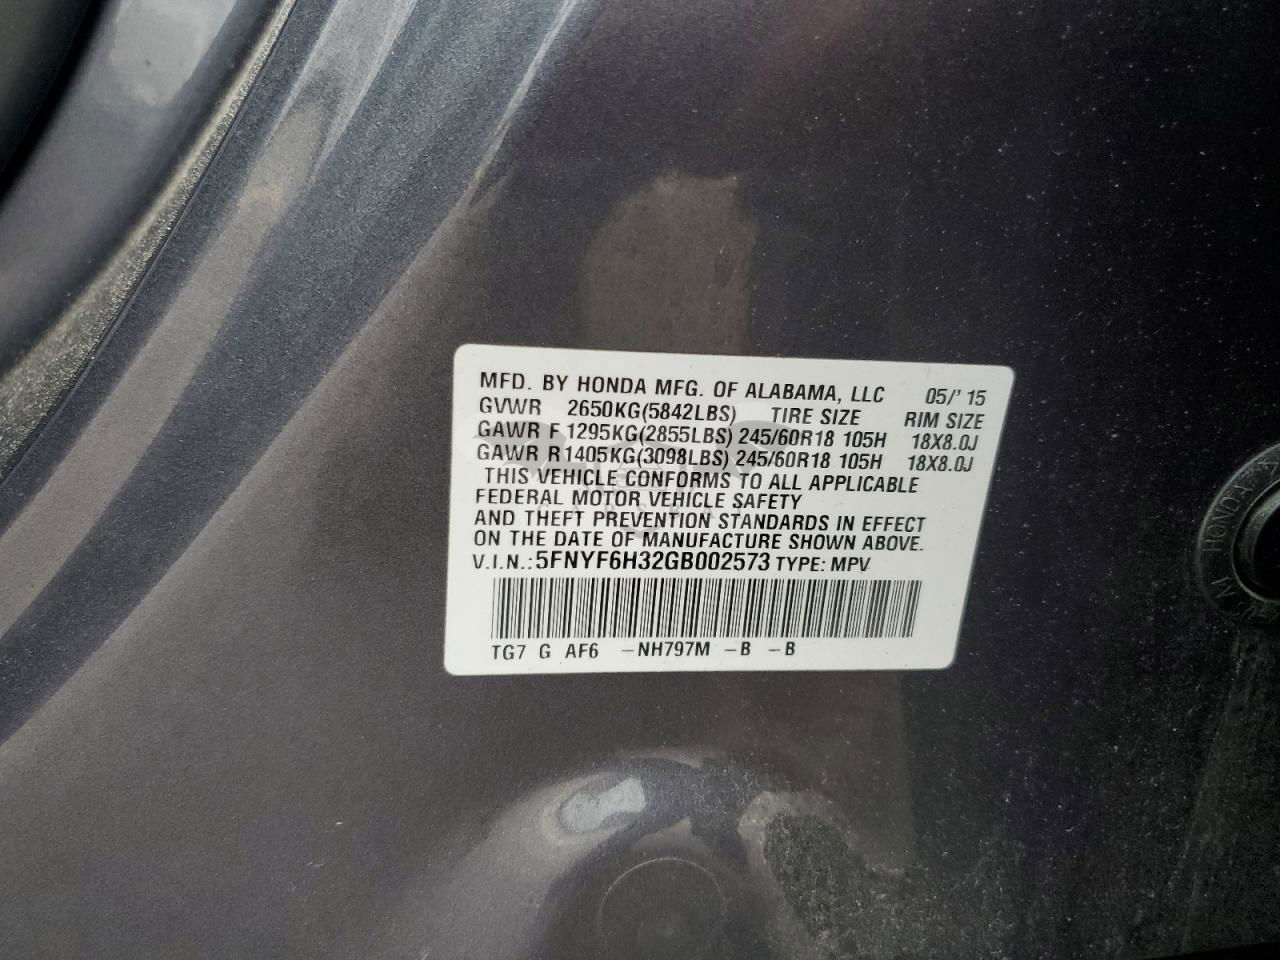 MFD. BY HONDA MFG. OF ALABAMA, LLC 05/'15
GVWR 2650KG(5842LBS) TIRE SIZE RIM SIZE
GAWR F 1295KG(2855LBS) 245/60R18 105H 18X8.0J
GAWR R1405KG(3098LBS) 245/60R18 105H 18X8.0J
THIS VEHICLE CONFORMS TO ALL APPLICABLE
FEDERAL MOTOR VEHICLE SAFETY
AND THEFT PREVENTION STANDARDS IN EFFECT
ON THE DATE OF MANUFACTURE SHOWN ABOVE.
V.I.N.: 5FNYF6H32GB002573 TYPE: MPV
TG7 G AF6 -NH797M -B -B
HONDA